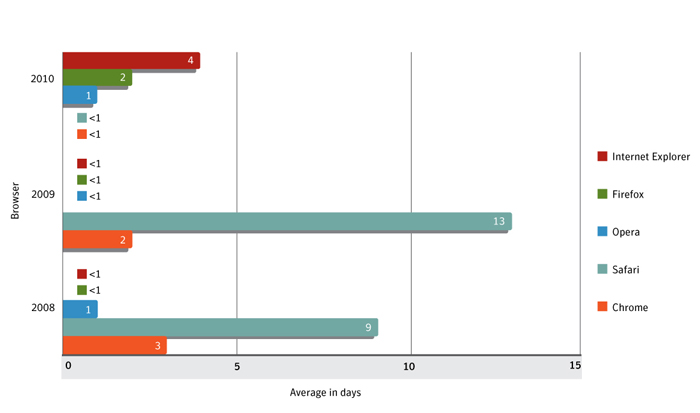 4
2
2010
1
<1
<1
<1
<1
2009
<1
13
2
<1
<1
2008
1
9
3
0 5 10 15
Average in days
Browser
Internet Explorer
Firefox
Opera
Safari
Chrome